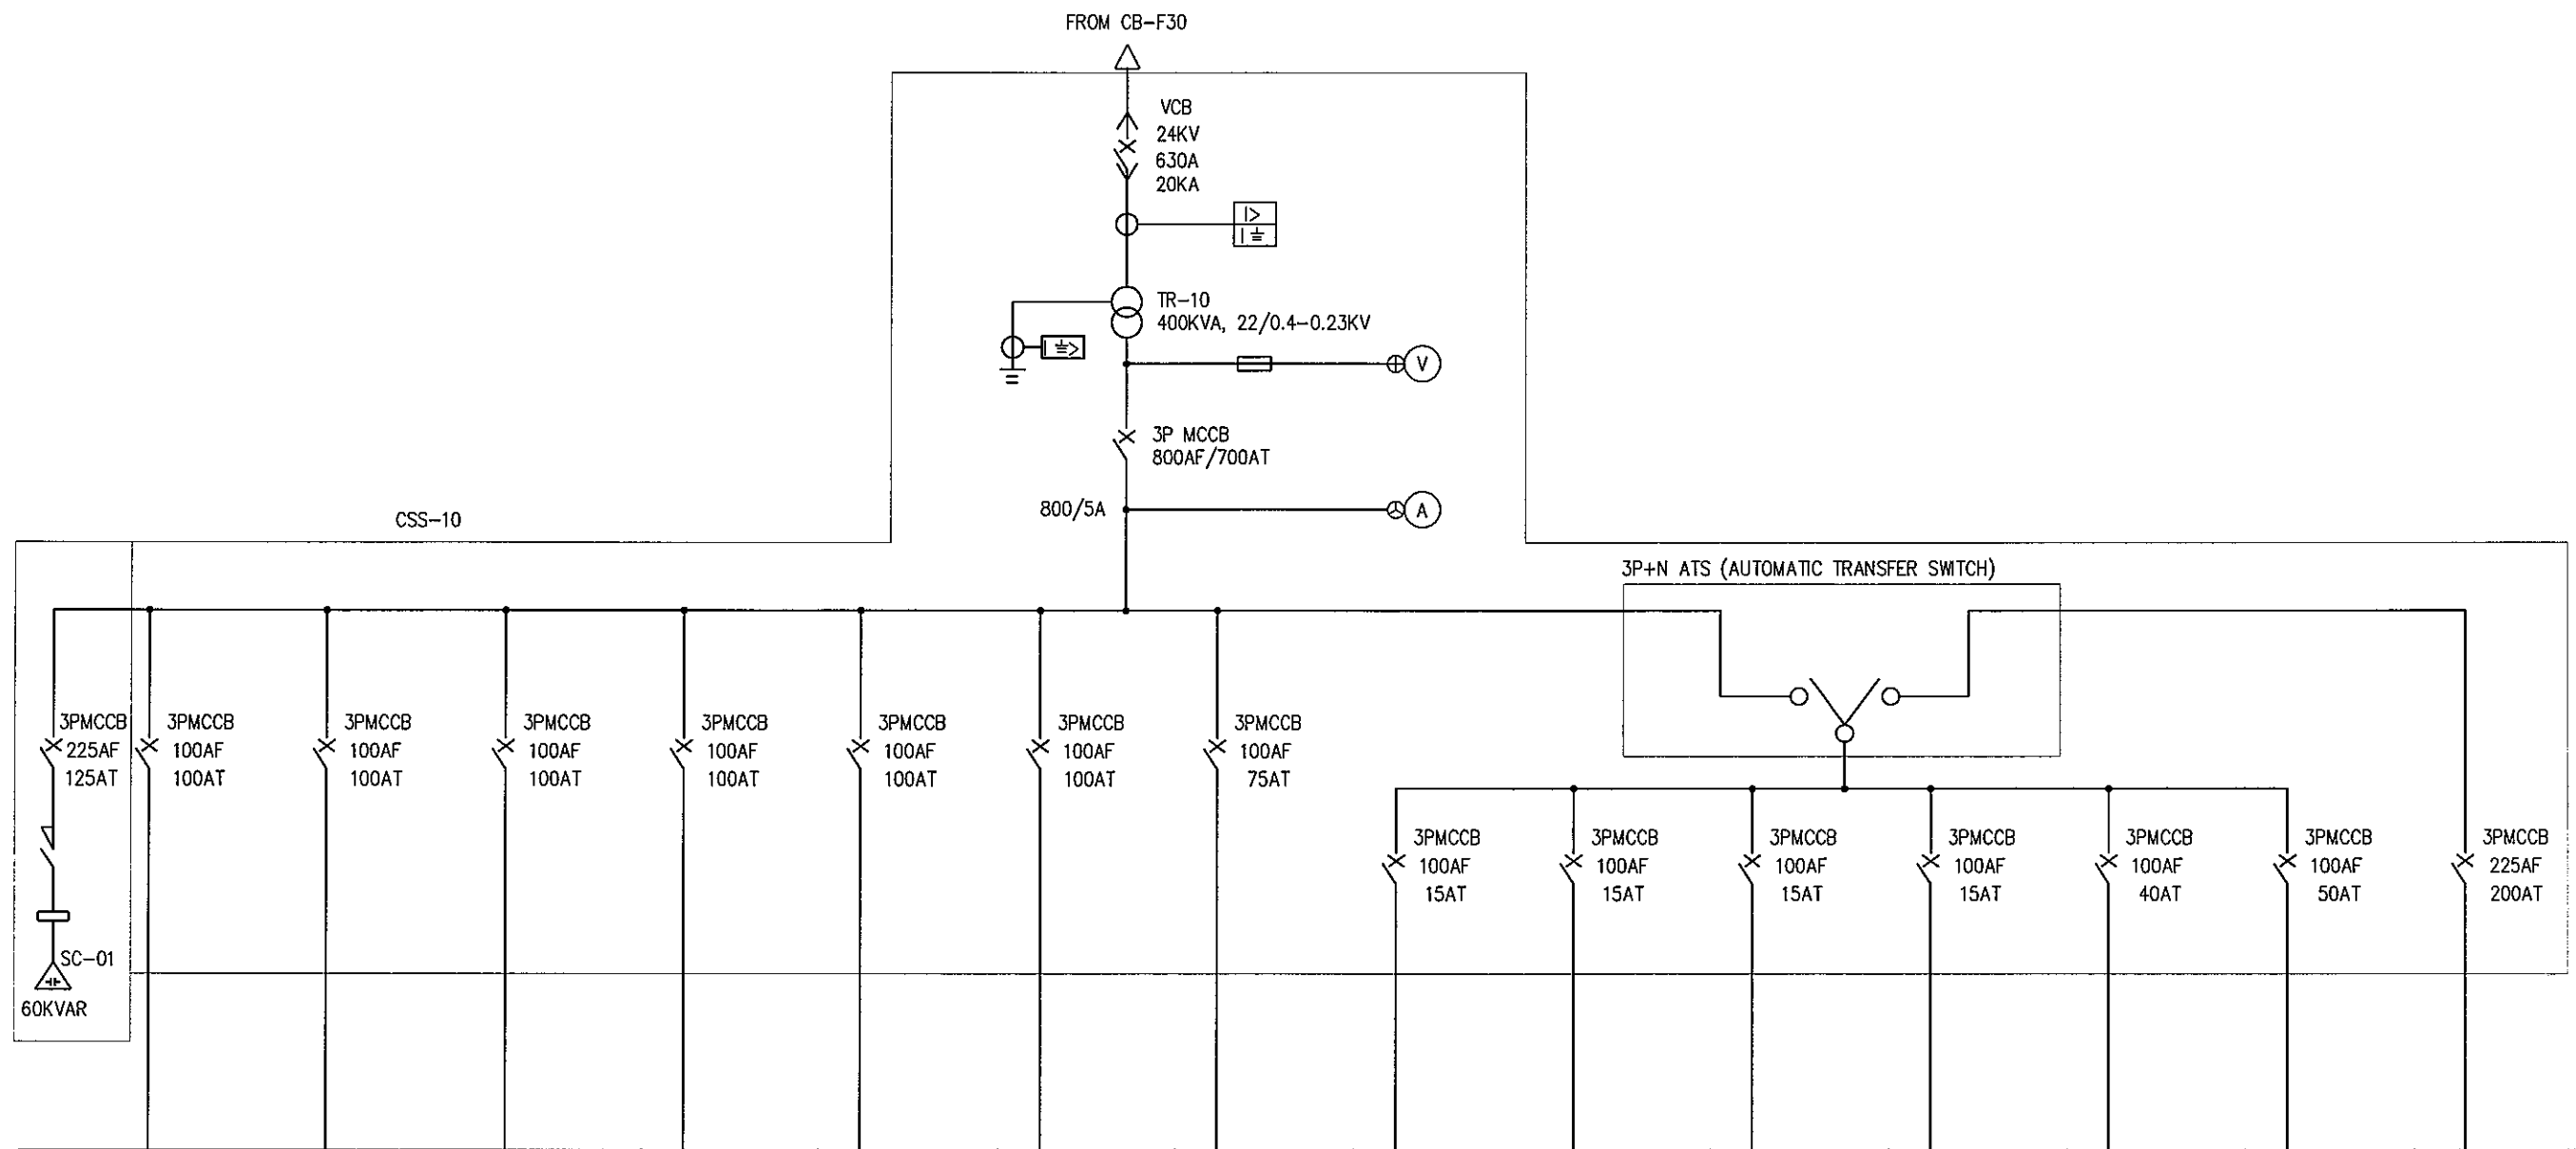 FROM CB-F30
VCB
24KV
630A
20KA
I>
I
TR-10
400KVA, 22/0.4-0.23KV
I >
V
3P MCCB
800AF/700AT
800/5A
A
CSS-10
3P+N ATS (AUTOMATIC TRANSFER SWITCH)
3PMCCB
225AF
125AT
3PMCCB
100AF
100AT
3PMCCB
100AF
100AT
3PMCCB
100AF
100AT
3PMCCB
100AF
100AT
3PMCCB
100AF
100AT
3PMCCB
100AF
100AT
3PMCCB
100AF
75AT
3PMCCB
100AF
15AT
3PMCCB
100AF
15AT
3PMCCB
100AF
15AT
3PMCCB
100AF
15AT
3PMCCB
100AF
40AT
3PMCCB
100AF
50AT
3PMCCB
225AF
200AT
SC-01
60KVAR